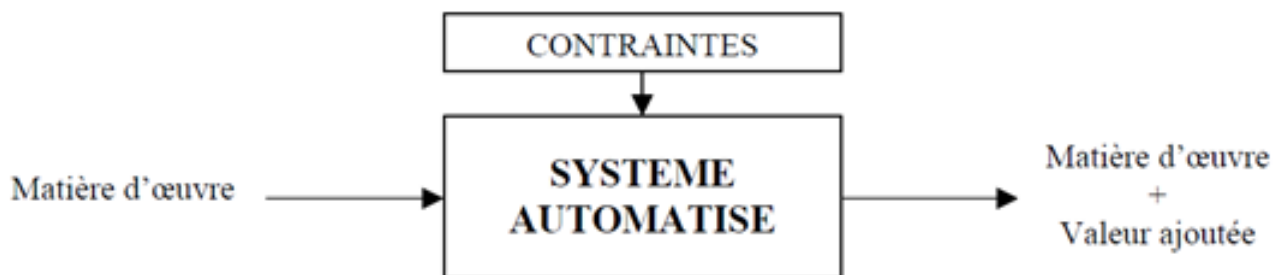 CONTRAINTES
Matière d’œuvre
SYSTEME
AUTOMATISE
Matière d’œuvre
+
Valeur ajoutée